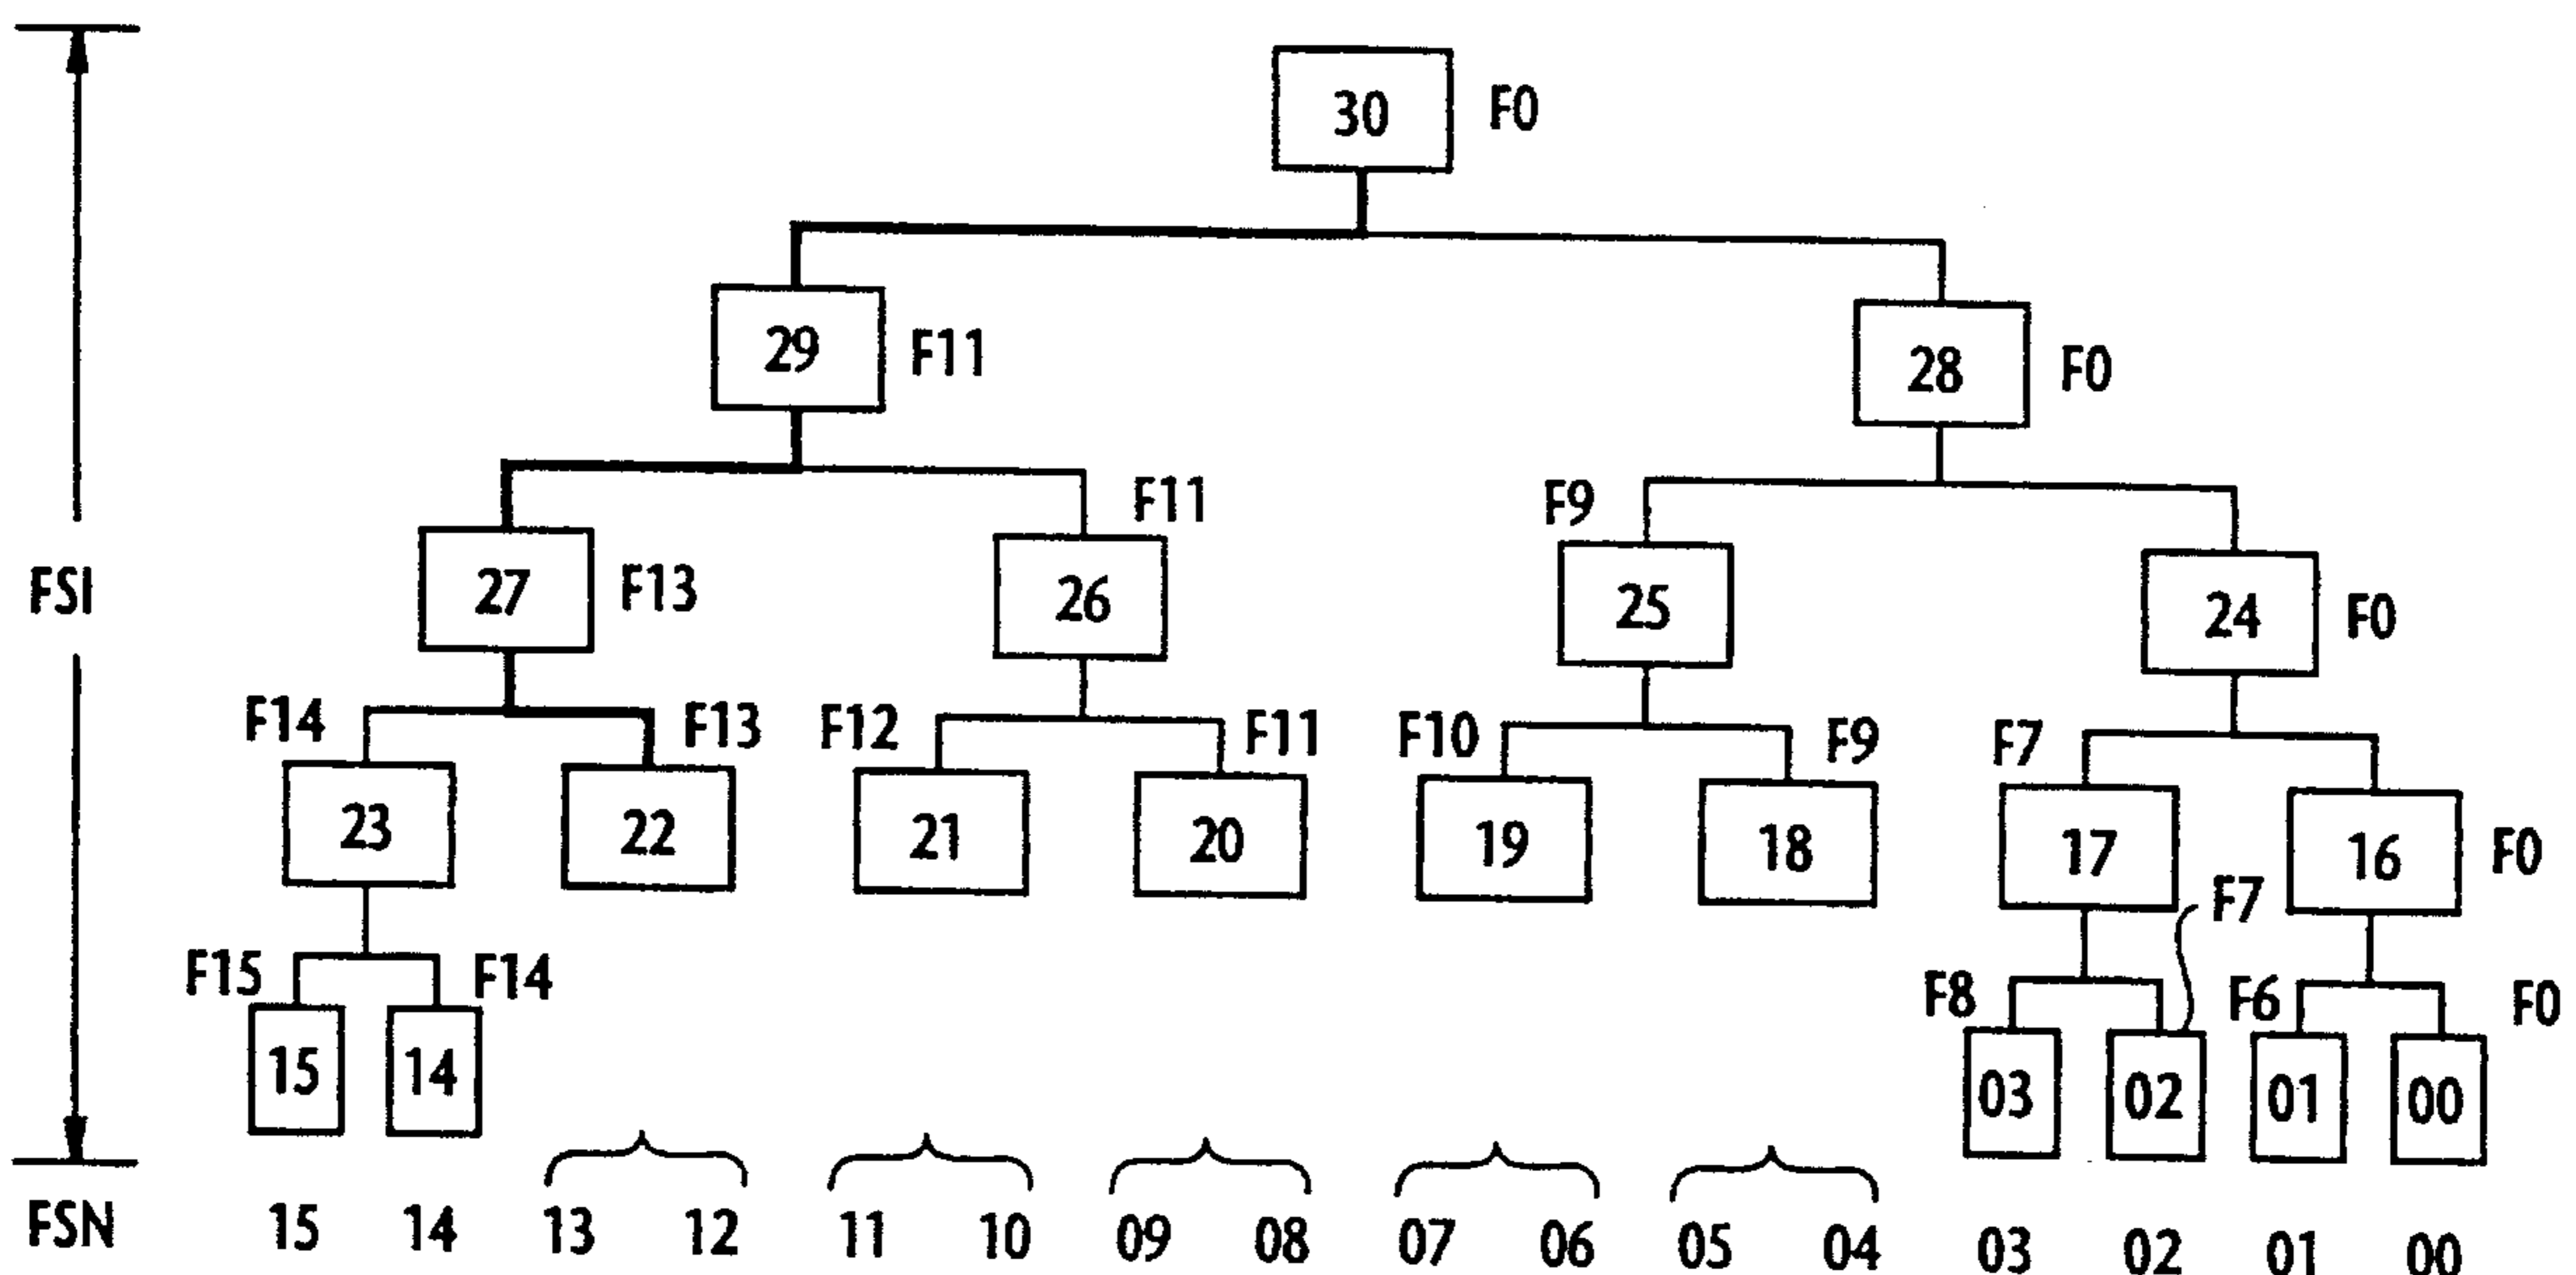 30 F0
29 F11
28 F0
F11 F9
FSI 27 F13 26 25 24 F0
F14 F13 F12 F11 F10 F9 F7
23 22 21 20 19 18 17 16 F0
F7
F15 F14 F8 F6 F0
15 14 03 02 01 00
FSN 15 14 13 12 11 10 09 08 07 06 05 04 03 02 01 00